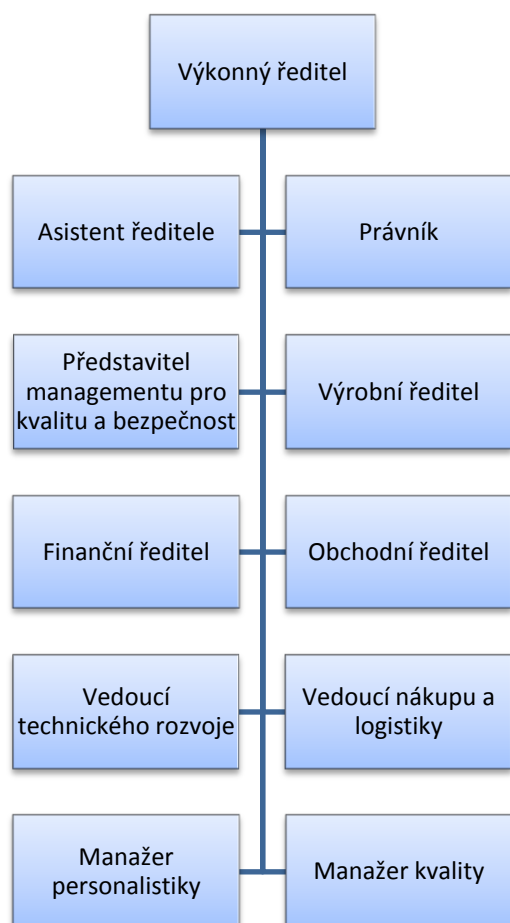 Výkonný ředitel
Asistent ředitele
Právník
Představitel
managementu pro
kvalitu a bezpečnost
Výrobní ředitel
Finanční ředitel
Obchodní ředitel
Vedoucí
technického rozvoje
Vedoucí nákupu a
logistiky
Manažer
personalistiky
Manažer kvality